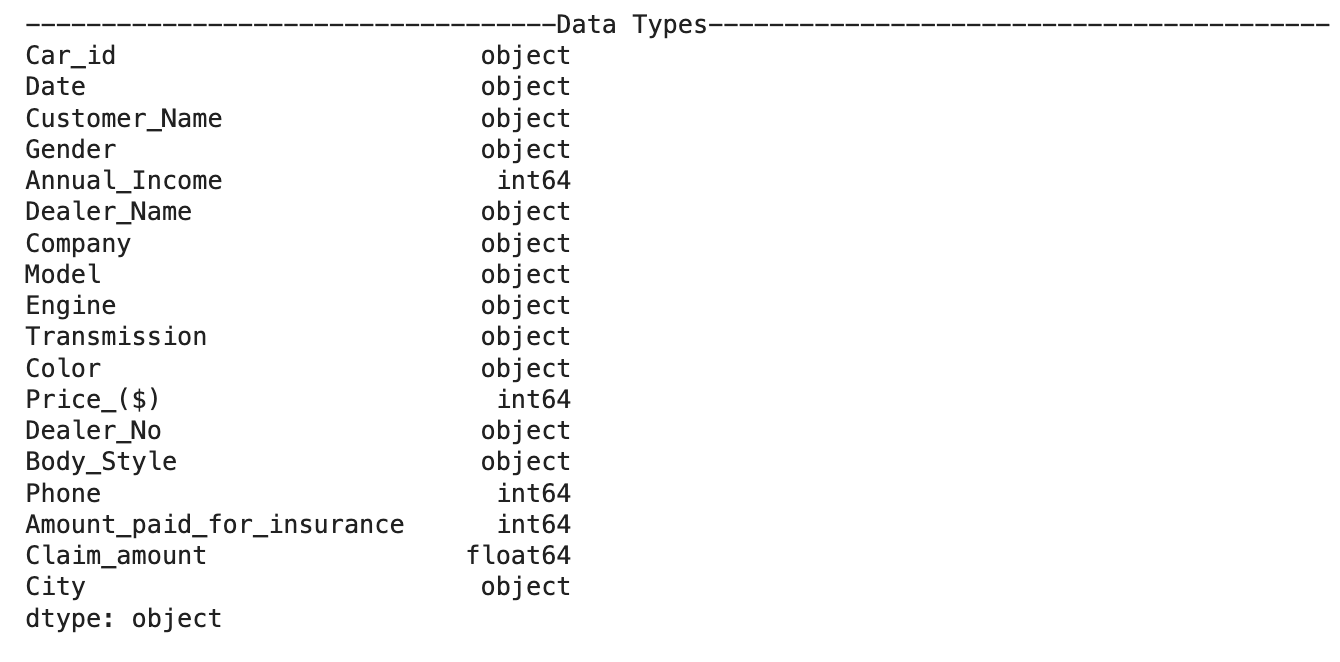 -----------------------------------Data Types-----------------------------------------
Car_id                        object
Date                          object
Customer_Name                 object
Gender                        object
Annual_Income                  int64
Dealer_Name                   object
Company                       object
Model                         object
Engine                        object
Transmission                  object
Color                         object
Price_($)                      int64
Dealer_No                     object
Body_Style                    object
Phone                          int64
Amount_paid_for_insurance      int64
Claim_amount                 float64
City                          object
dtype: object